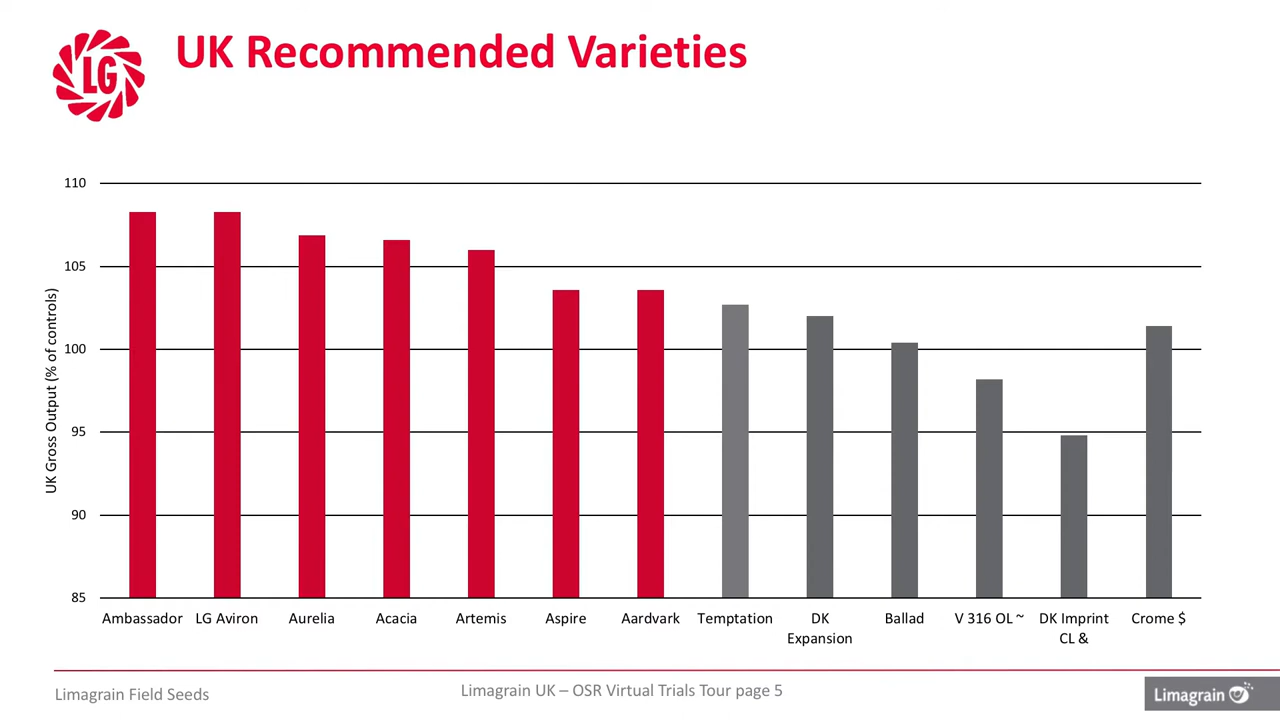 LG
UK Recommended Varieties
110
105
100
95
90
85
UK Gross Output (% of controls)
Ambassador LG Aviron Aurelia Acacia Artemis Aspire Aardvark Temptation DK Ballad V 316 OL ~ DK Imprint Crome $
Expansion CL &
Limagrain Field Seeds
Limagrain UK – OSR Virtual Trials Tour page 5
Limagrain